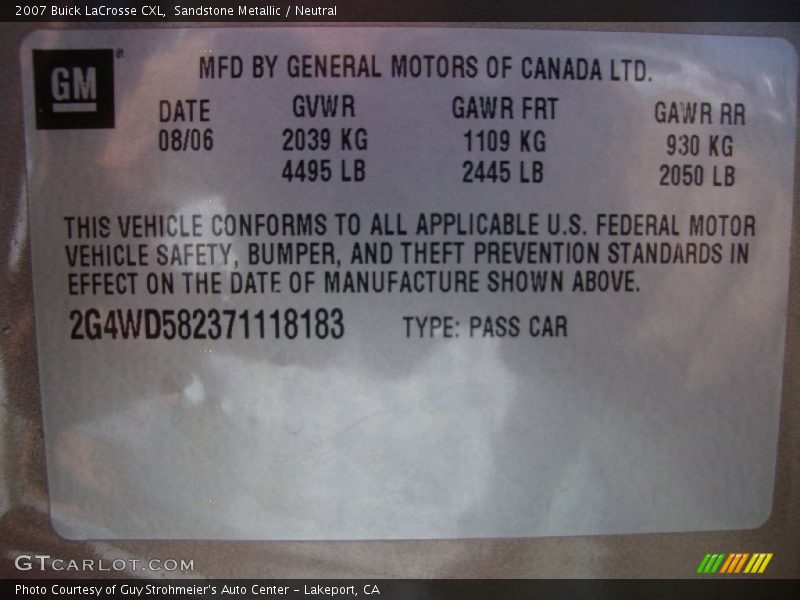 2007 Buick LaCrosse CXL, Sandstone Metallic / Neutral
GM ®
MFD BY GENERAL MOTORS OF CANADA LTD.
DATE GVWR GAWR FRT GAWR RR
08/06 2039 KG 1109 KG 930 KG
4495 LB 2445 LB 2050 LB
THIS VEHICLE CONFORMS TO ALL APPLICABLE U.S. FEDERAL MOTOR
VEHICLE SAFETY, BUMPER, AND THEFT PREVENTION STANDARDS IN
EFFECT ON THE DATE OF MANUFACTURE SHOWN ABOVE.
2G4WD582371118183 TYPE: PASS CAR
GTCARLOT.COM
Photo Courtesy of Guy Strohmeier's Auto Center - Lakeport, CA